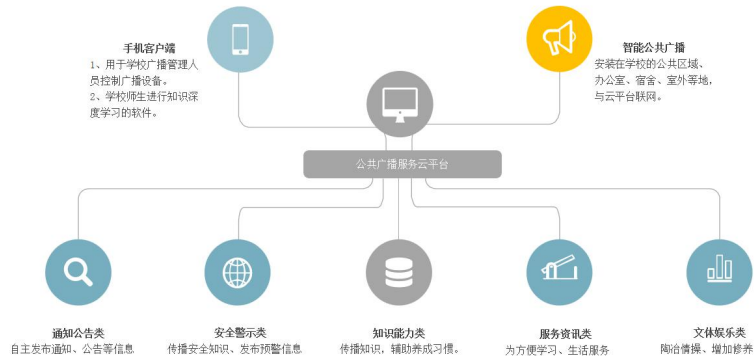 手机客户端
1、用于学校广播管理人
员控制广播设备。
2、学校师生进行知识深
度学习的软件。
智能公共广播
安装在学校的公共区域、
办公室、宿舍、室外等地，
与云平台联网。
公共广播服务云平台
通知公告类
自主发布通知、公告等信息
安全警示类
传播安全知识、发布预警信息
知识能力类
传播知识，辅助养成习惯。
服务资讯类
为方便学习、生活服务
文体娱乐类
陶冶情操、增加修养